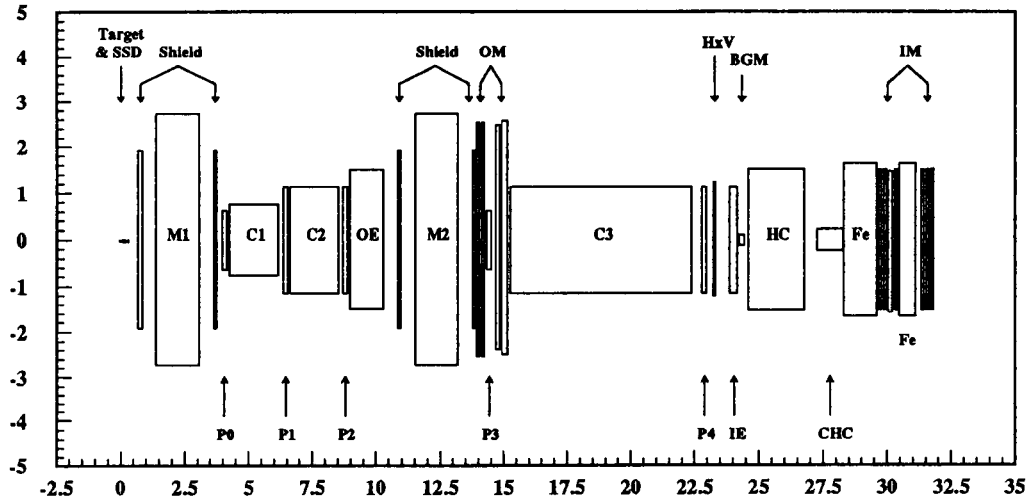 5
4
3
2
1
0
-1
-2
-3
-4
-5
Target
& SSD
Shield
Shield
OM
HxV
BGM
IM
M1
C1
C2
OE
M2
C3
HC
Fe
Fe
P0
P1
P2
P3
P4
IE
CHC
-2.5 0 2.5 5 7.5 10 12.5 15 17.5 20 22.5 25 27.5 30 32.5 35